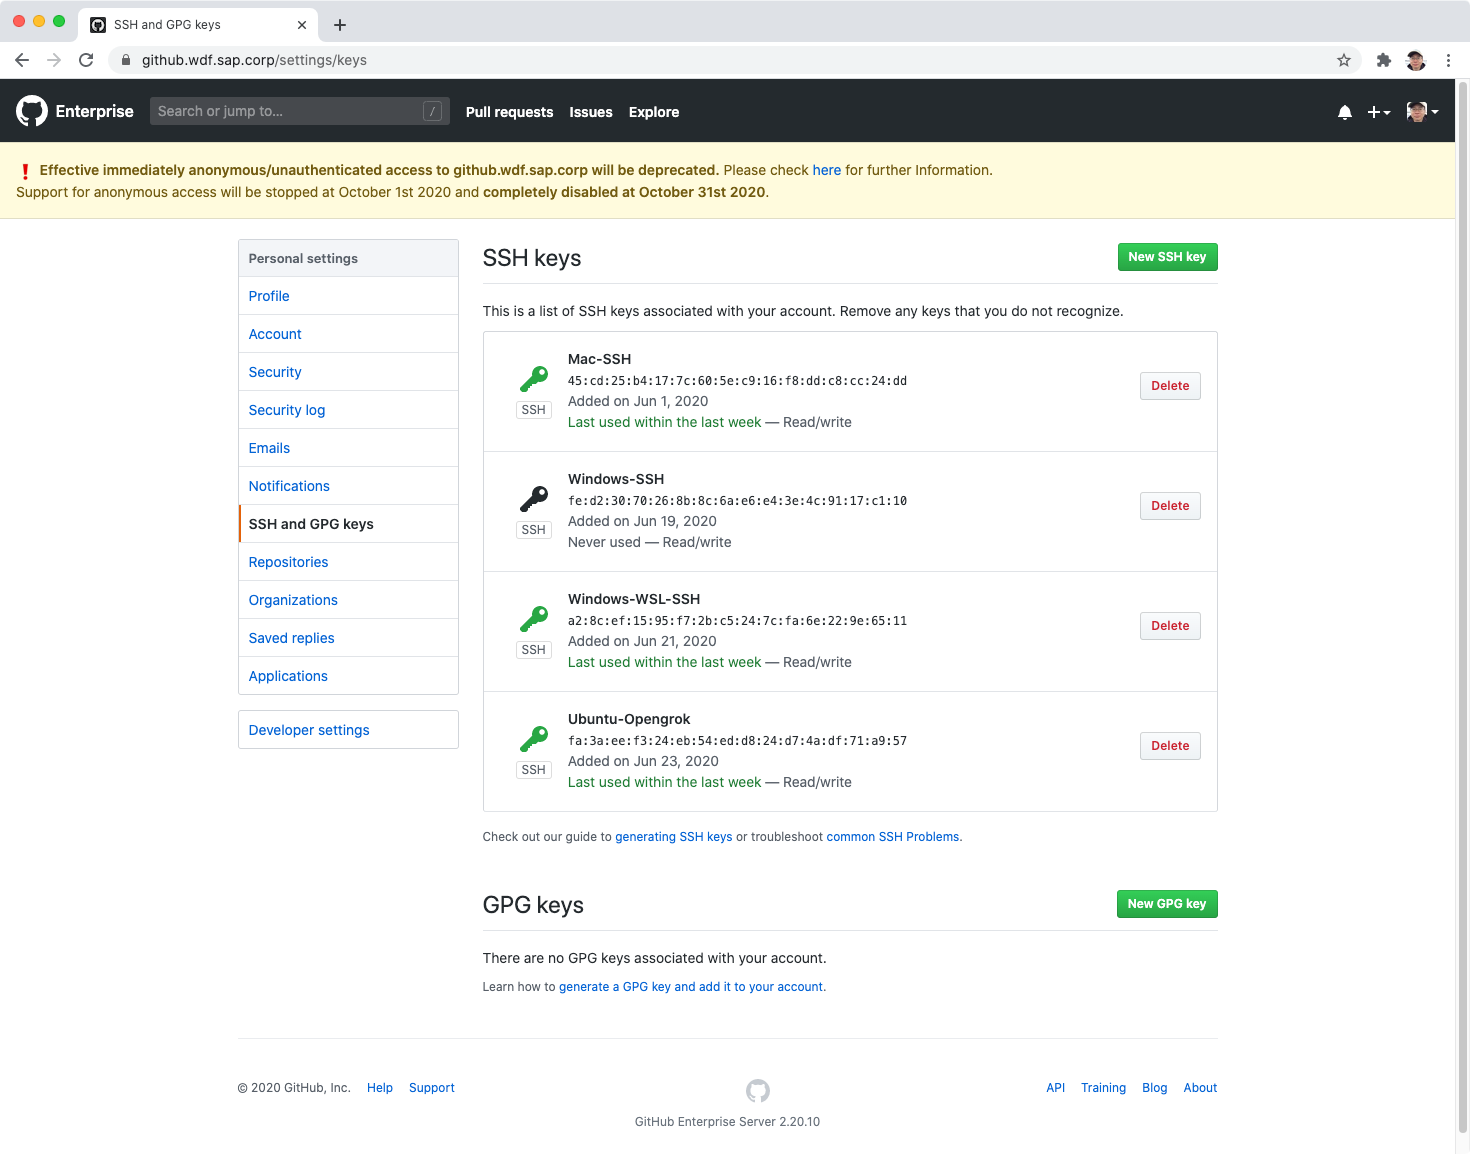 SSH and GPG keys
github.wdf.sap.corp/settings/keys
Enterprise
Search or jump to...
/
Pull requests
Issues
Explore
Effective immediately anonymous/unauthenticated access to github.wdf.sap.corp will be deprecated. Please check here for further Information.
Support for anonymous access will be stopped at October 1st 2020 and completely disabled at October 31st 2020.
Personal settings
Profile
Account
Security
Security log
Emails
Notifications
SSH and GPG keys
Repositories
Organizations
Saved replies
Applications
Developer settings
SSH keys
New SSH key
This is a list of SSH keys associated with your account. Remove any keys that you do not recognize.
Mac-SSH
45:cd:25:b4:17:7c:60:5e:c9:16:f8:dd:c8:cc:24:dd
Added on Jun 1, 2020
Last used within the last week — Read/write
SSH
Delete
Windows-SSH
fe:d2:30:70:26:8b:8c:6a:e6:e4:3e:4c:91:17:c1:10
Added on Jun 19, 2020
Never used — Read/write
SSH
Delete
Windows-WSL-SSH
a2:8c:ef:15:95:f7:2b:c5:24:7c:fa:6e:22:9e:65:11
Added on Jun 21, 2020
Last used within the last week — Read/write
SSH
Delete
Ubuntu-Opengrok
fa:3a:ee:f3:24:eb:54:ed:d8:24:d7:4a:df:71:a9:57
Added on Jun 23, 2020
Last used within the last week — Read/write
SSH
Delete
Check out our guide to generating SSH keys or troubleshoot common SSH Problems.
GPG keys
New GPG key
There are no GPG keys associated with your account.
Learn how to generate a GPG key and add it to your account.
© 2020 GitHub, Inc.
Help
Support
GitHub Enterprise Server 2.20.10
API
Training
Blog
About